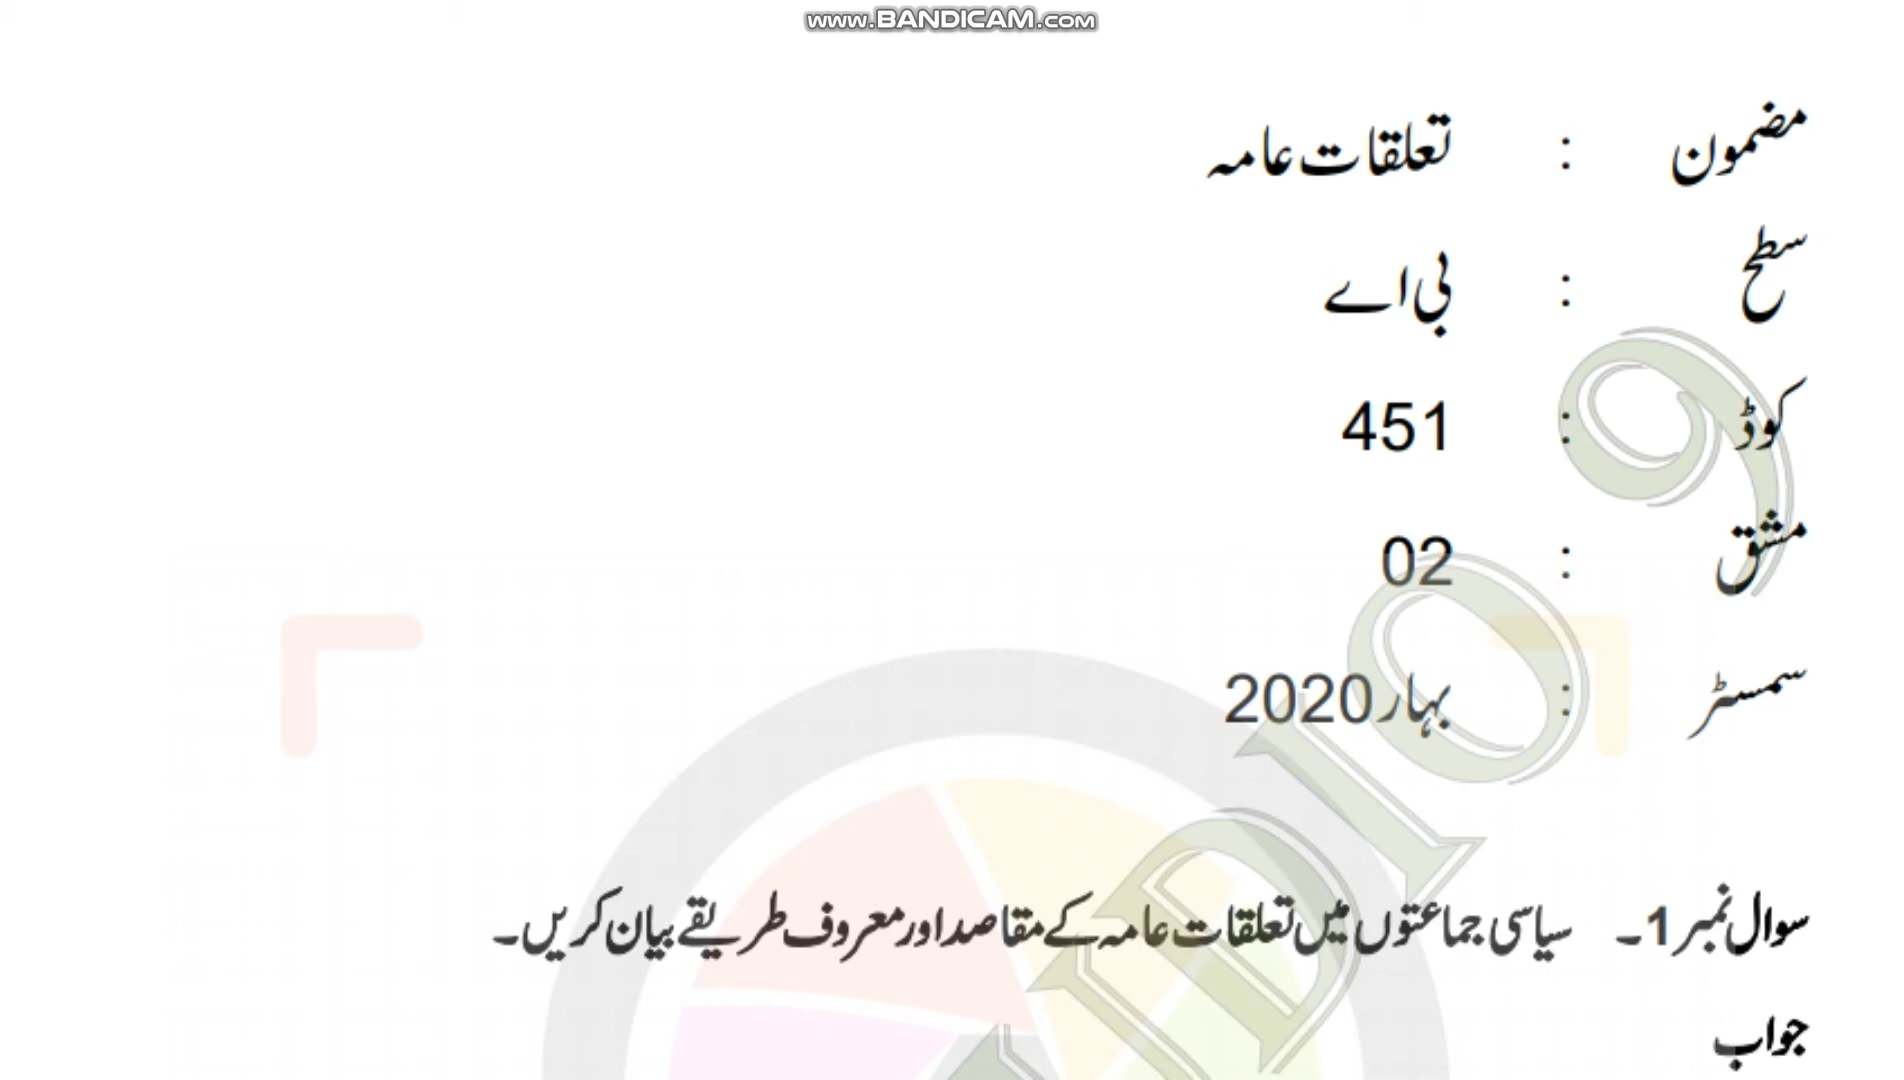 www.BANDICAM.com
مضمون : تعلقات عامہ
سطح : بی اے
کوڈ : 451
مشق : 02
سمسٹر : بہار 2020
سوال نمبر 1۔ سیاسی جماعتوں میں تعلقات عامہ کے مقاصد اور معروف طریقے بیان کریں۔
جواب